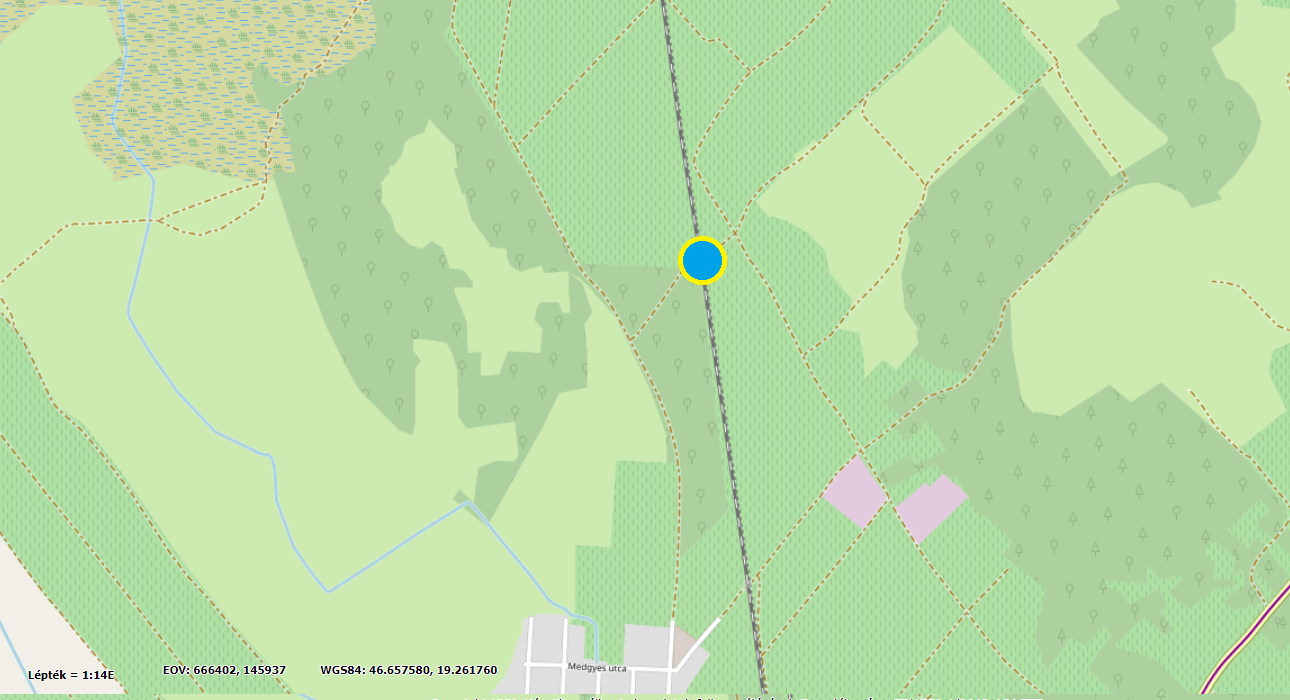 Medgyes utca
Lépték = 1:14E
EOV: 666402, 145937
WGS84: 46.657580, 19.261760